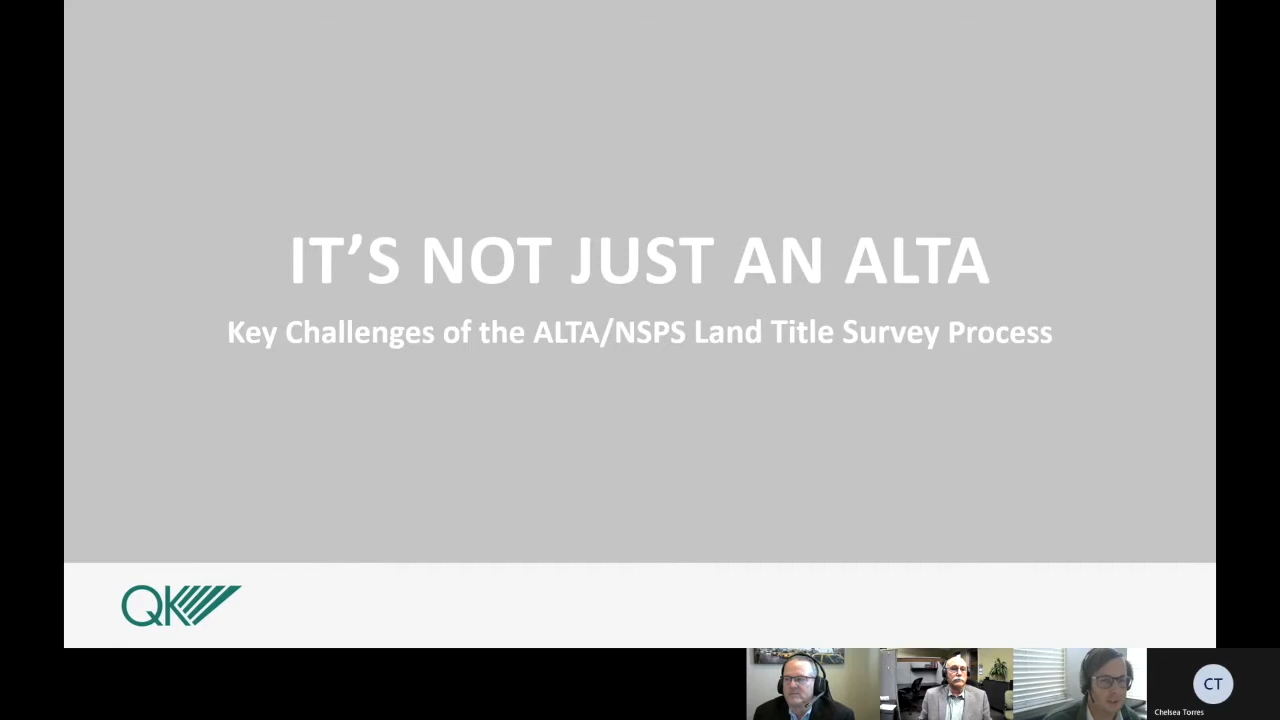 IT’S NOT JUST AN ALTA
Key Challenges of the ALTA/NSPS Land Title Survey Process
QK
CT
Chelsea Torres